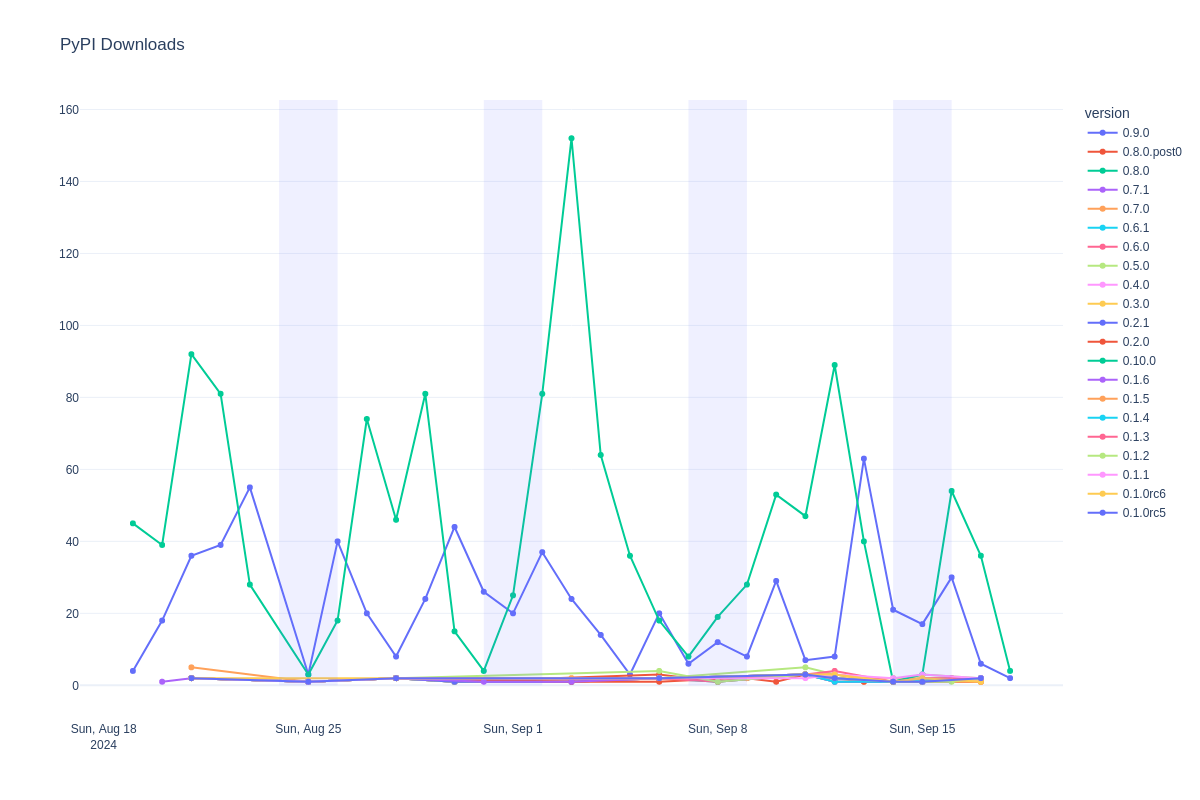 PyPI Downloads
160
140
120
100
80
60
40
20
0
Sun, Aug 18
2024
Sun, Aug 25
Sun, Sep 1
Sun, Sep 8
Sun, Sep 15
version
0.9.0
0.8.0.post0
0.8.0
0.7.1
0.7.0
0.6.1
0.6.0
0.5.0
0.4.0
0.3.0
0.2.1
0.2.0
0.10.0
0.1.6
0.1.5
0.1.4
0.1.3
0.1.2
0.1.1
0.1.0rc6
0.1.0rc5